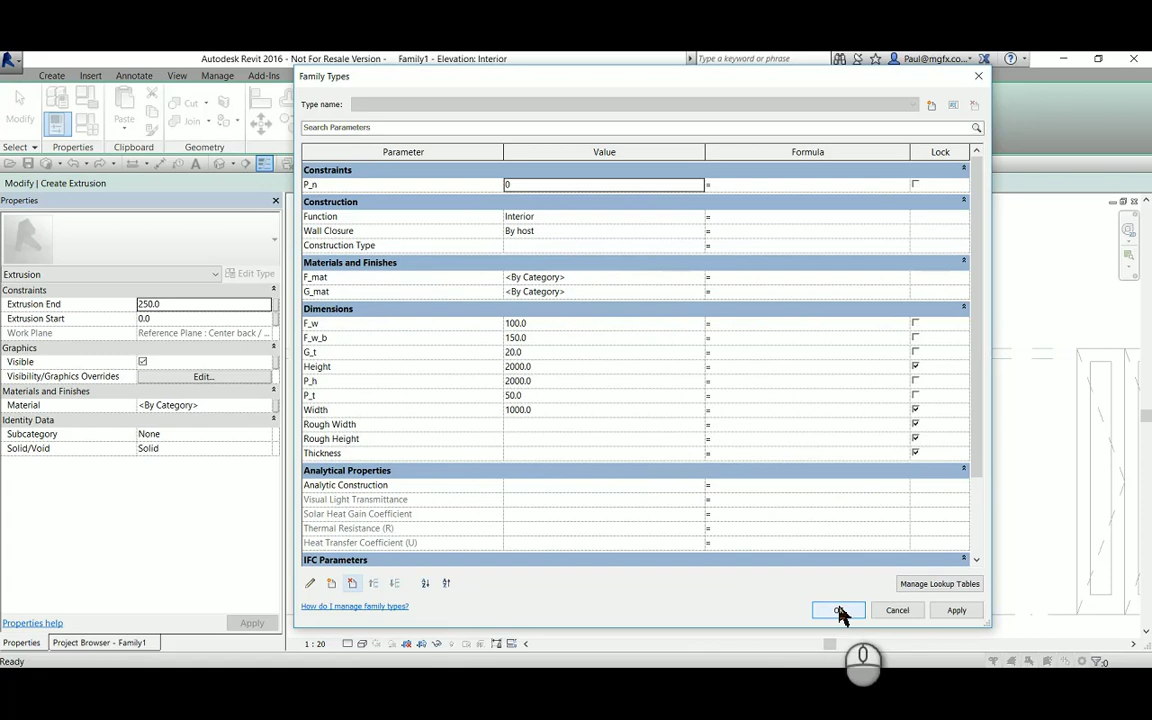 Autodesk Revit 2016 - Not For Resale Version - Family1 - Elevation: Interior
Type a keyword or phrase
Paul@mgfx.co...
Create Insert Annotate View Manage Add-Ins
Modify
Paste
Cut
Join
Select Properties Clipboard Geometry
Modify | Create Extrusion
Properties
Extrusion
Edit Type
Constraints
Extrusion End 250.0
Extrusion Start 0.0
Work Plane Reference Plane : Center back / ...
Graphics
Visible
Visibility/Graphics Overrides Edit...
Materials and Finishes
Material <By Category>
Identity Data
Subcategory None
Solid/Void Solid
Properties help
Apply
Properties Project Browser - Family1
Ready
Family Types
Type name:
Search Parameters
Parameter Value Formula Lock
Constraints
P_n 0 =
Construction
Function Interior =
Wall Closure By host =
Construction Type =
Materials and Finishes
F_mat <By Category> =
G_mat <By Category> =
Dimensions
F_w 100.0 =
F_w_b 150.0 =
G_t 20.0 =
Height 2000.0 =
P_h 2000.0 =
P_t 50.0 =
Width 1000.0 =
Rough Width =
Rough Height =
Thickness =
Analytical Properties
Analytic Construction =
Visual Light Transmittance =
Solar Heat Gain Coefficient =
Thermal Resistance (R) =
Heat Transfer Coefficient (U) =
IFC Parameters
Manage Lookup Tables
How do I manage family types?
Cancel
Apply
1 : 20
:0